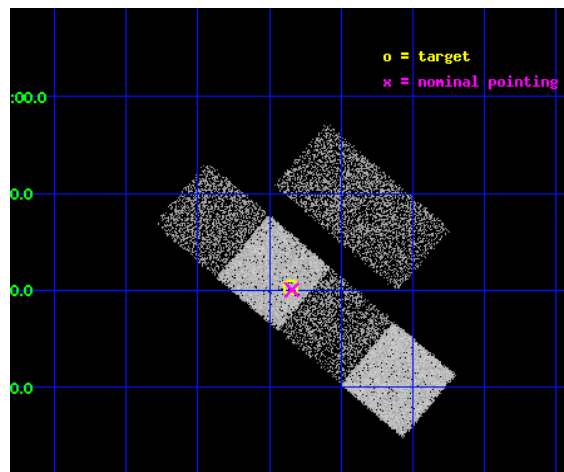 o = target
x = nominal pointing
:00.0
0.0
0.0
0.0